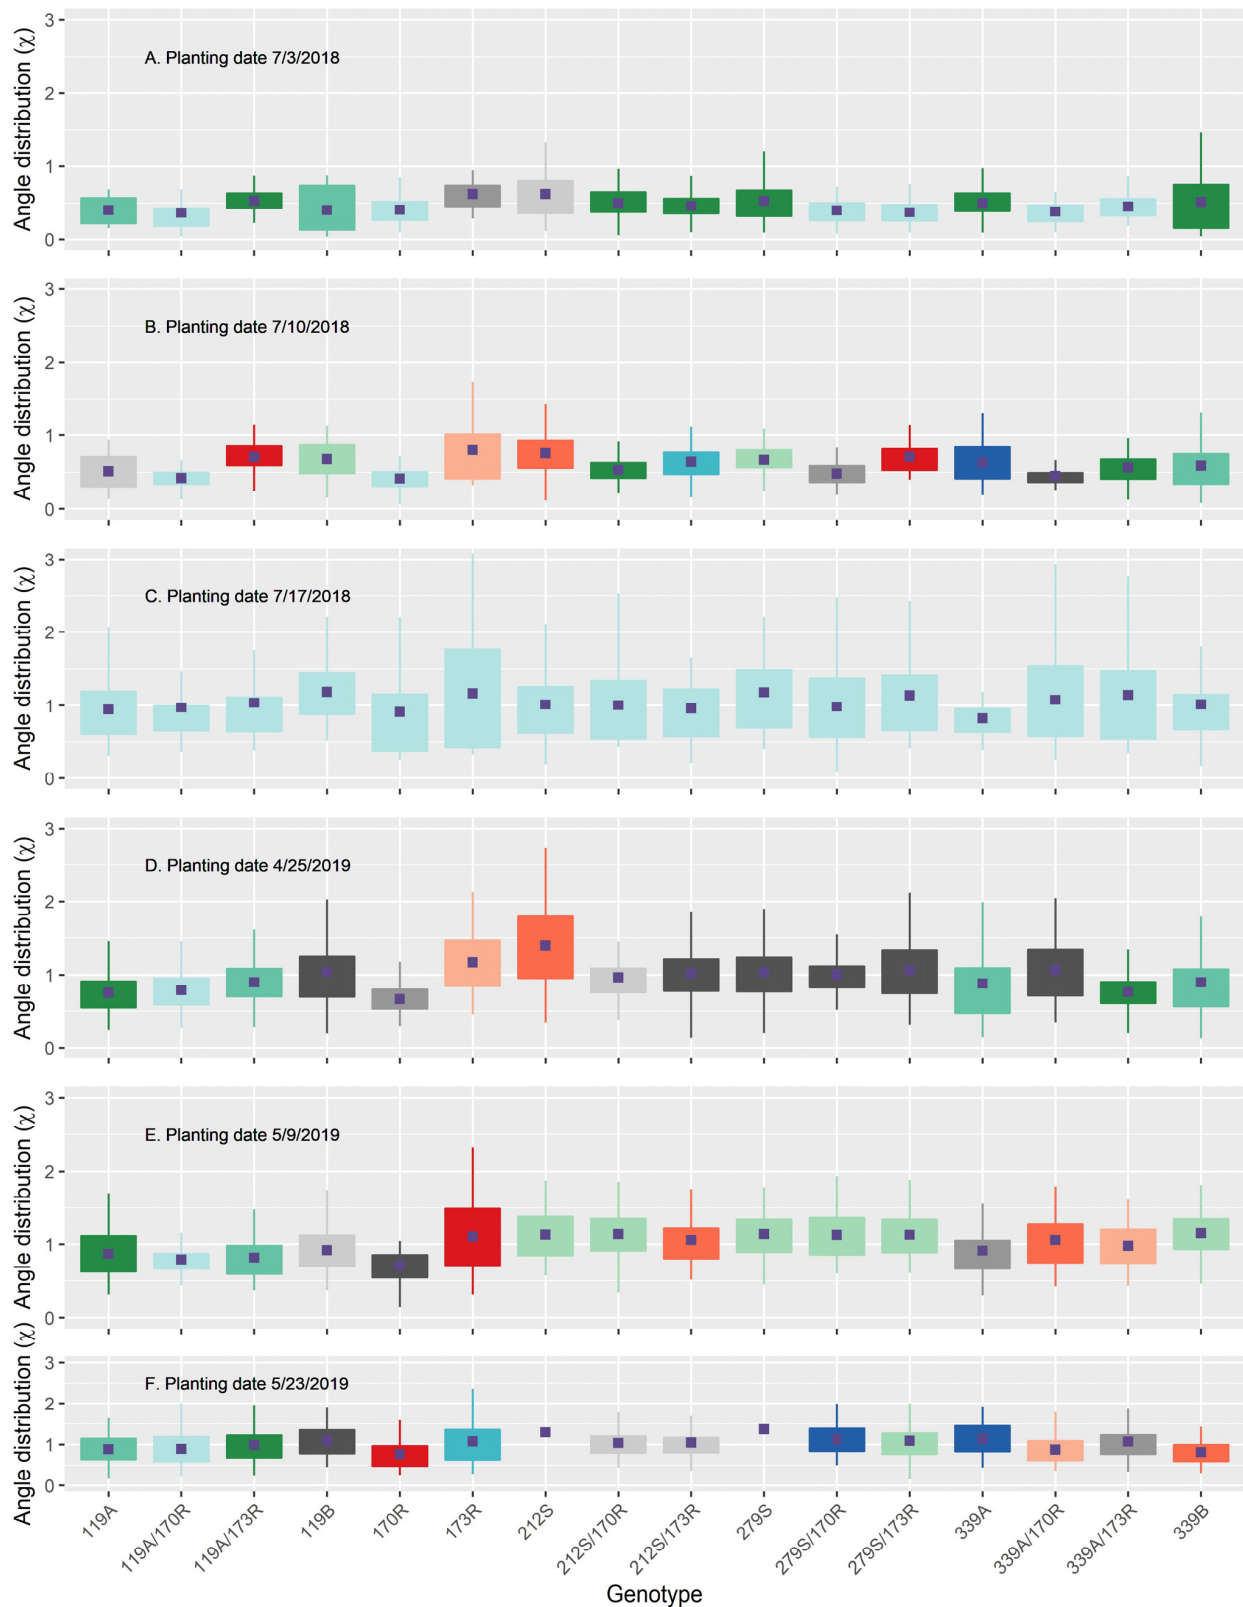 Angle distribution (χ)
3
2
1
0
A. Planting date 7/3/2018
Angle distribution (χ)
3
2
1
0
B. Planting date 7/10/2018
Angle distribution (χ)
3
2
1
0
C. Planting date 7/17/2018
Angle distribution (χ)
3
2
1
0
D. Planting date 4/25/2019
Angle distribution (χ)
3
2
1
0
E. Planting date 5/9/2019
Angle distribution (χ)
3
2
1
0
F. Planting date 5/23/2019
119A
119A/170R
119A/173R
119B
170R
173R
212S
212S/170R
212S/173R
279S
279S/170R
279S/173R
339A
339A/170R
339A/173R
339B
Genotype